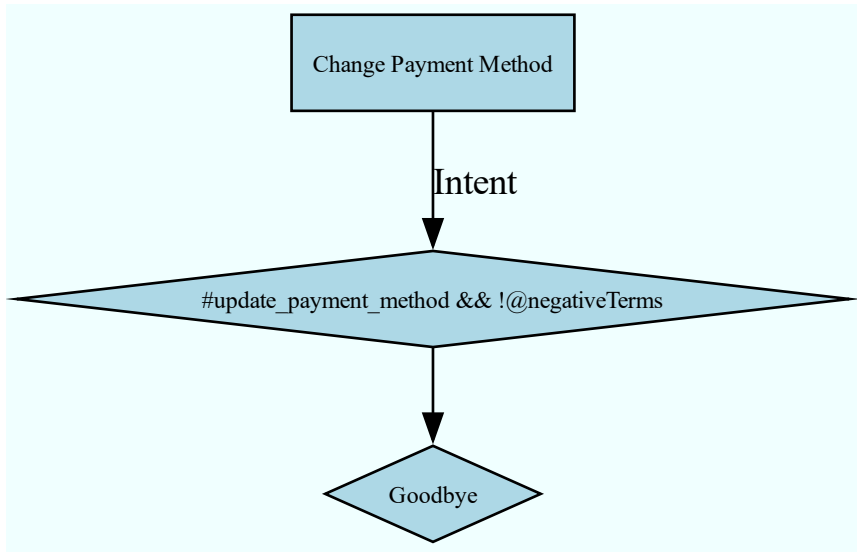 Change Payment Method
Intent
#update_payment_method && !@negativeTerms
Goodbye